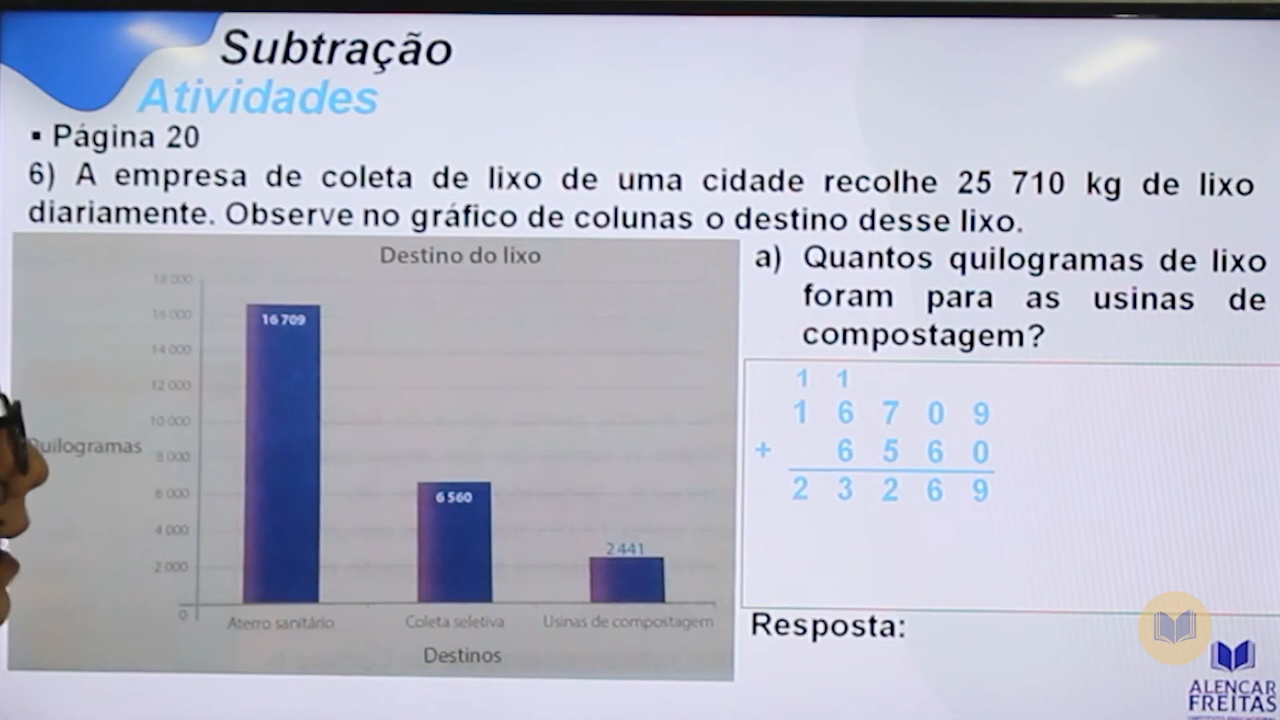 Subtração
Atividades
▪ Página 20
6) A empresa de coleta de lixo de uma cidade recolhe 25 710 kg de lixo
diariamente. Observe no gráfico de colunas o destino desse lixo.
Destino do lixo
18 000
16 000
14 000
12 000
10 000
8 000
6 000
4 000
2 000
0
Quilogramas
16 709
6 560
2 441
Aterro sanitário
Coleta seletiva
Usinas de compostagem
Destinos
a) Quantos quilogramas de lixo
foram para as usinas de
compostagem?
1 1
1 6 7 0 9
+ 6 5 6 0
2 3 2 6 9
Resposta:
ALENCAR
FREITAS